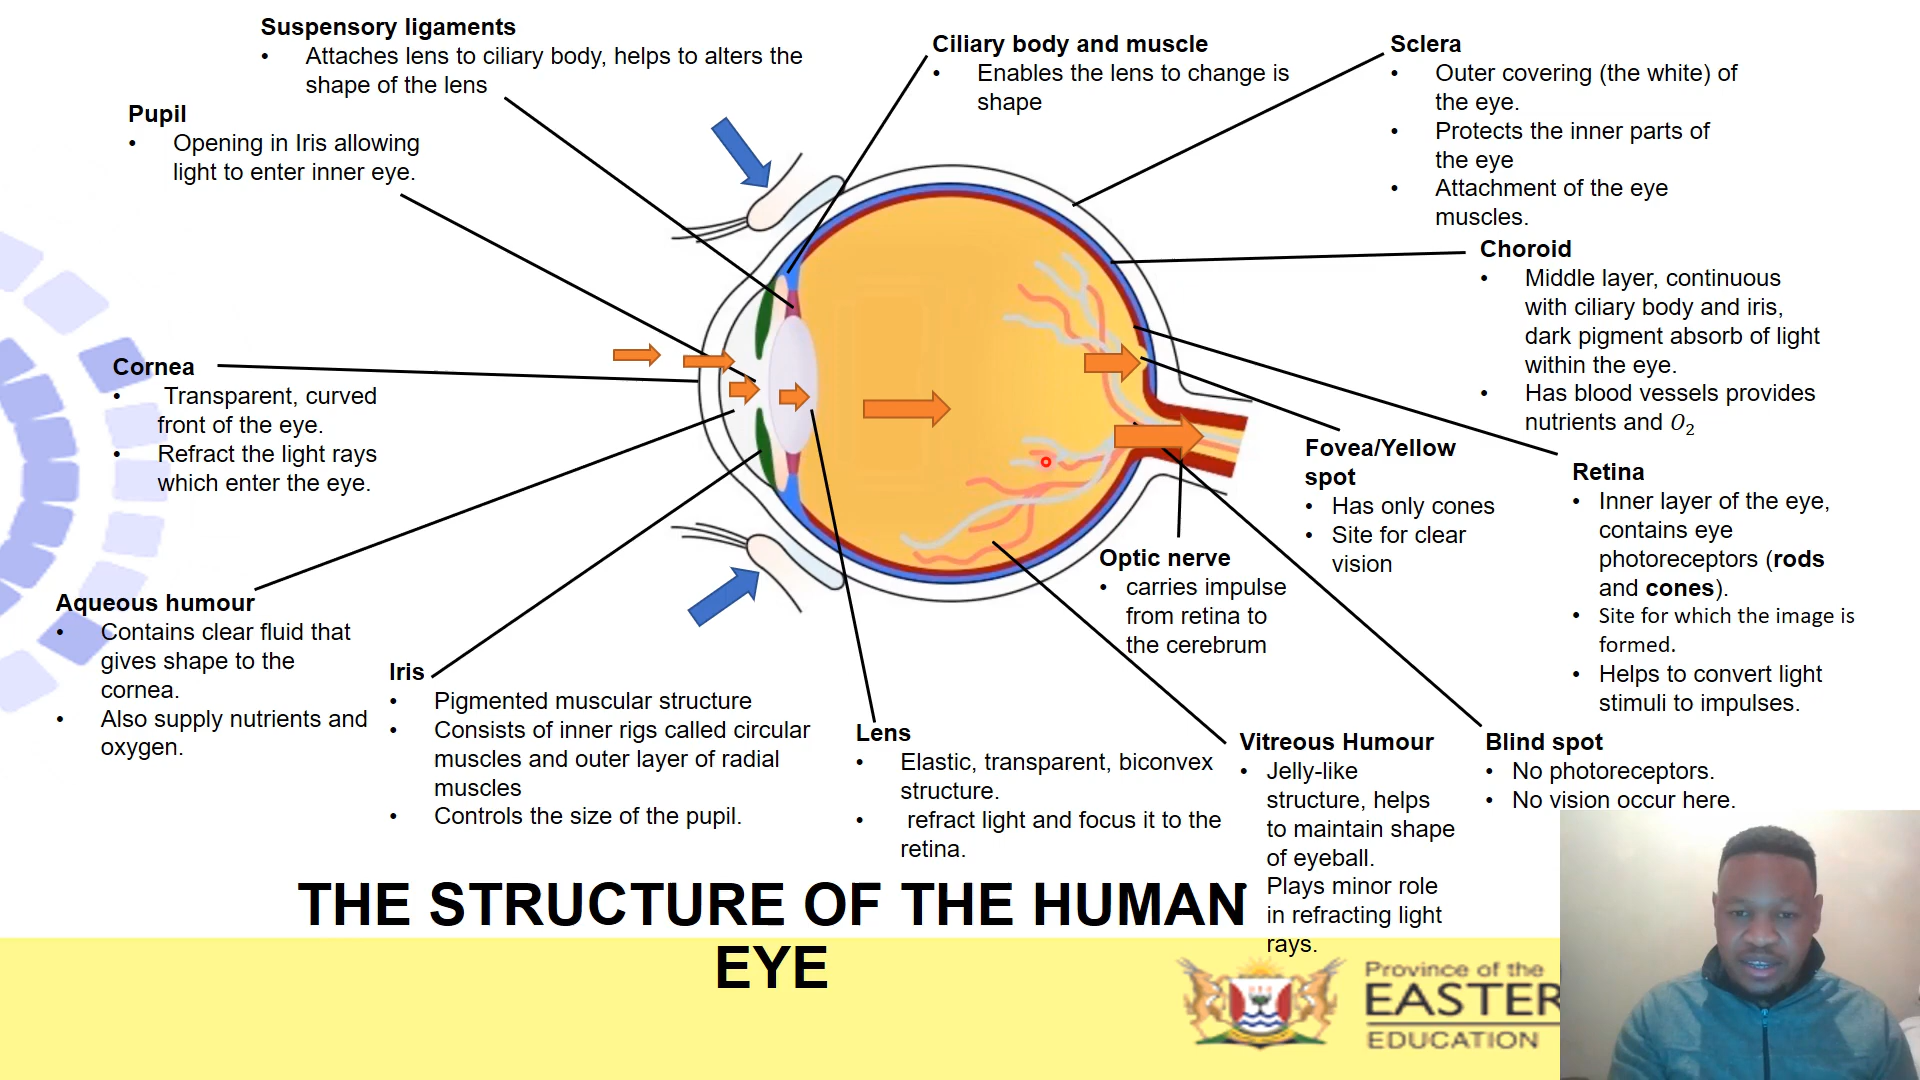 Suspensory ligaments
• Attaches lens to ciliary body, helps to alters the
shape of the lens
Pupil
• Opening in Iris allowing
light to enter inner eye.
Ciliary body and muscle
• Enables the lens to change is
shape
Sclera
• Outer covering (the white) of
the eye.
• Protects the inner parts of
the eye
• Attachment of the eye
muscles.
Choroid
• Middle layer, continuous
with ciliary body and iris,
dark pigment absorb of light
within the eye.
• Has blood vessels provides
nutrients and O₂
Cornea
• Transparent, curved
front of the eye.
• Refract the light rays
which enter the eye.
Fovea/Yellow
spot
• Has only cones
• Site for clear
vision
Retina
• Inner layer of the eye,
contains eye
photoreceptors (rods
and cones).
• Site for which the image is
formed.
• Helps to convert light
stimuli to impulses.
Optic nerve
• carries impulse
from retina to
the cerebrum
Aqueous humour
• Contains clear fluid that
gives shape to the
cornea.
• Also supply nutrients and
oxygen.
Iris
• Pigmented muscular structure
• Consists of inner rigs called circular
muscles and outer layer of radial
muscles
• Controls the size of the pupil.
Lens
• Elastic, transparent, biconvex
structure.
• refract light and focus it to the
retina.
Vitreous Humour
• Jelly-like
structure, helps
to maintain shape
of eyeball.
• Plays minor role
in refracting light
rays.
Blind spot
• No photoreceptors.
• No vision occur here.
THE STRUCTURE OF THE HUMAN
EYE
Province of the
EASTER
EDUCATION